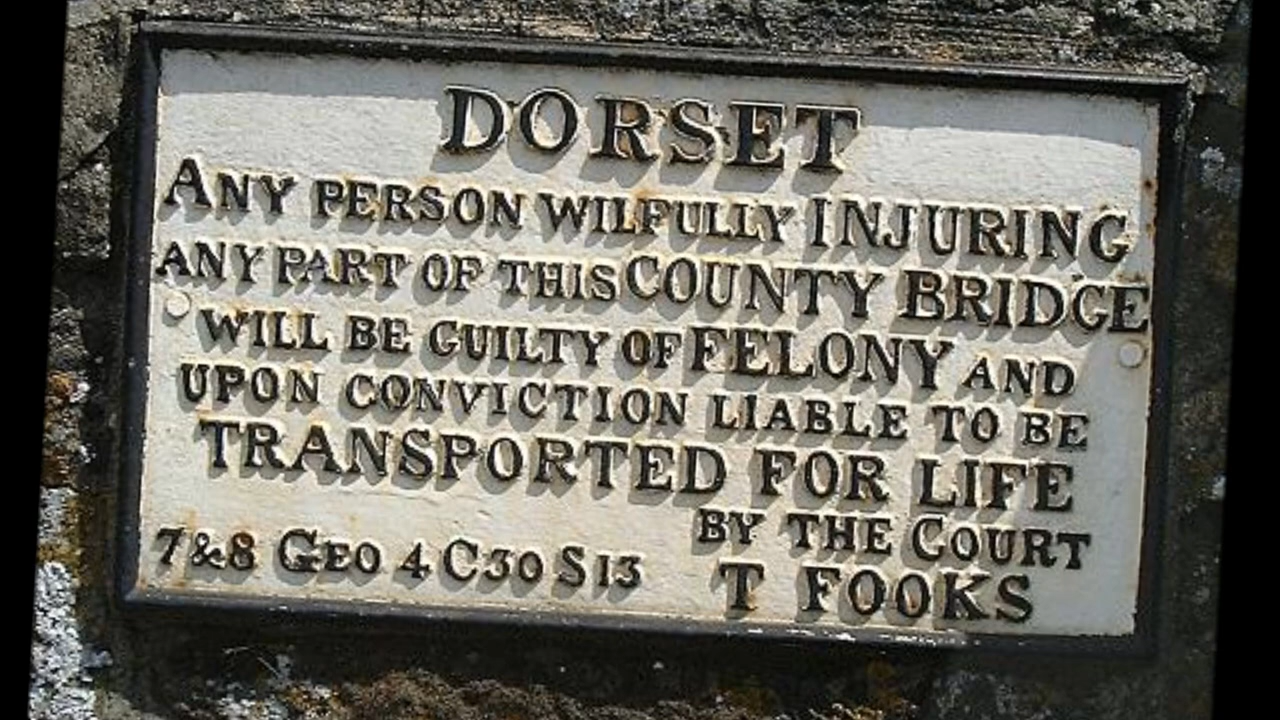 DORSET
ANY PERSON WILFULLY INJURING
ANY PART OF THIS COUNTY BRIDGE
WILL BE GUILTY OF FELONY AND
UPON CONVICTION LIABLE TO BE
TRANSPORTED FOR LIFE
BY THE COURT
7&8 GEO 4 C30 S13 T FOOKS